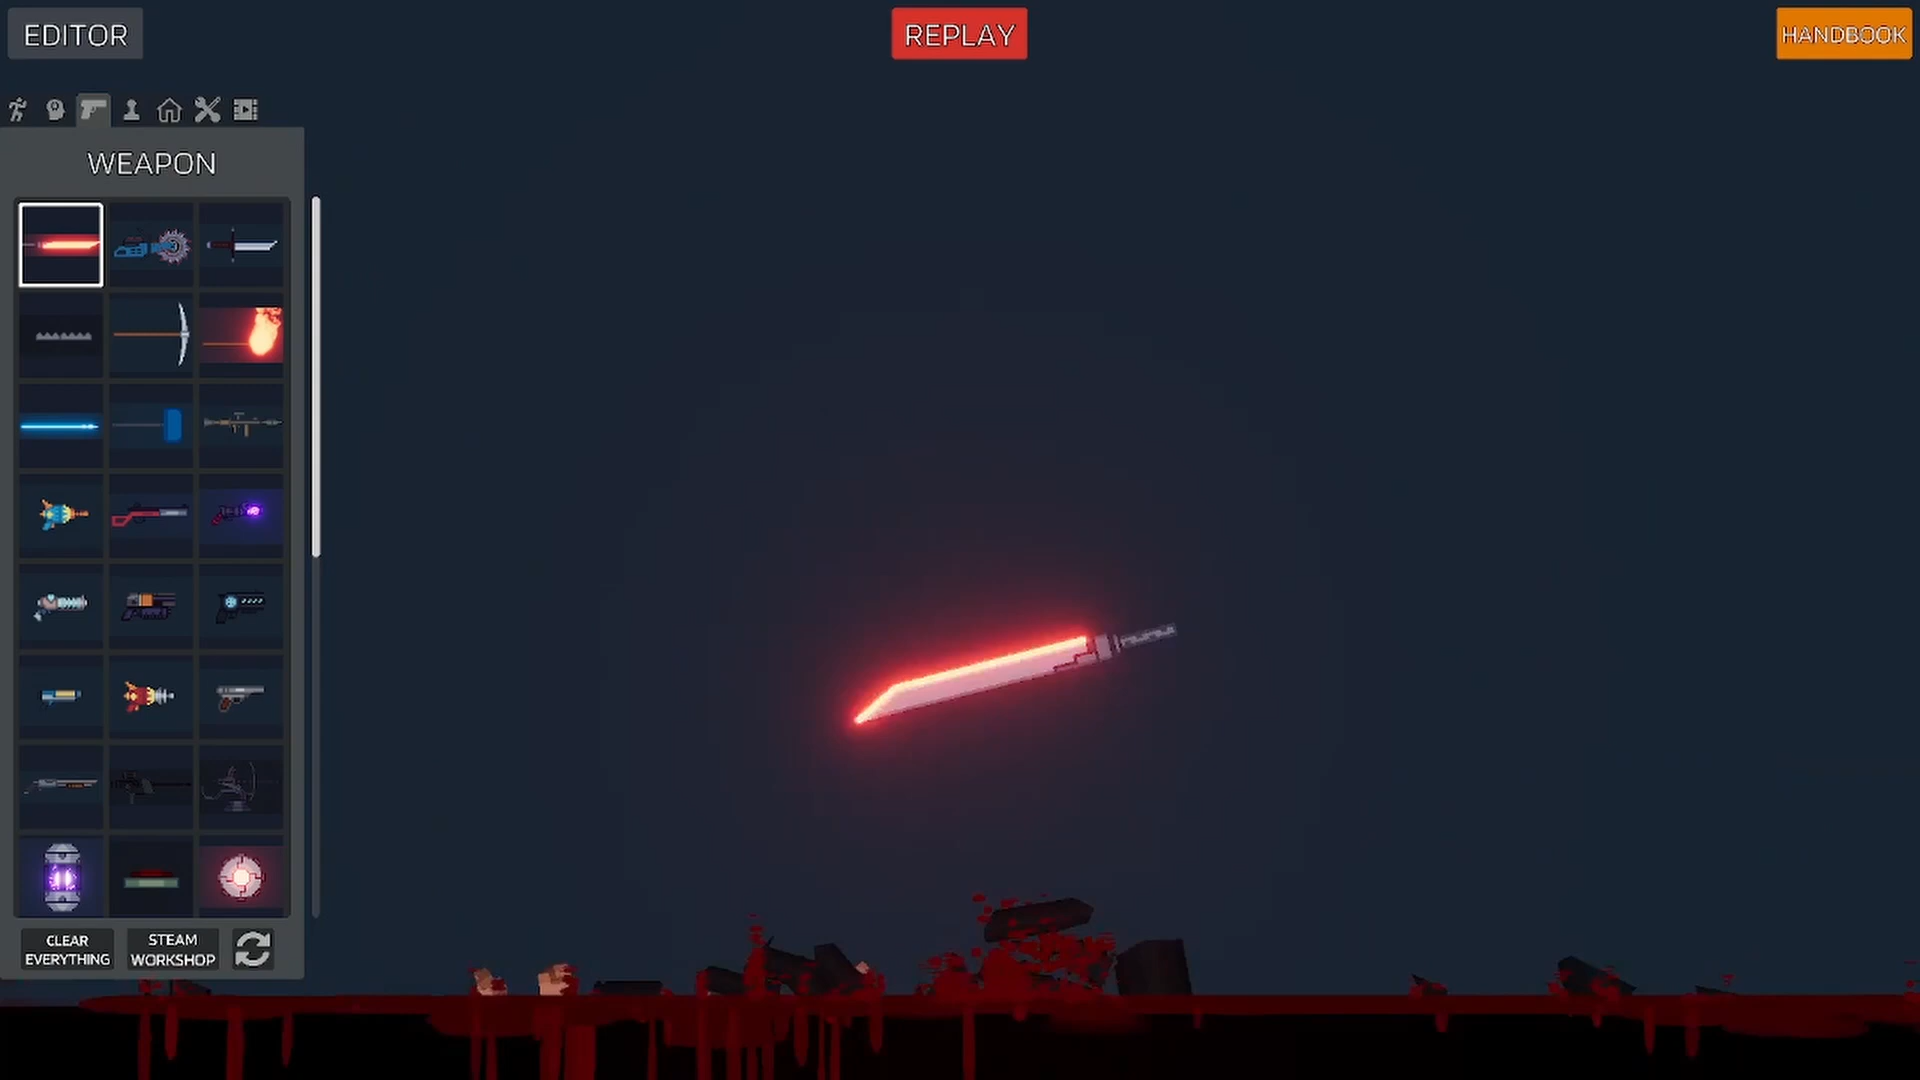 EDITOR
REPLAY
HANDBOOK
WEAPON
CLEAR
EVERYTHING
STEAM
WORKSHOP